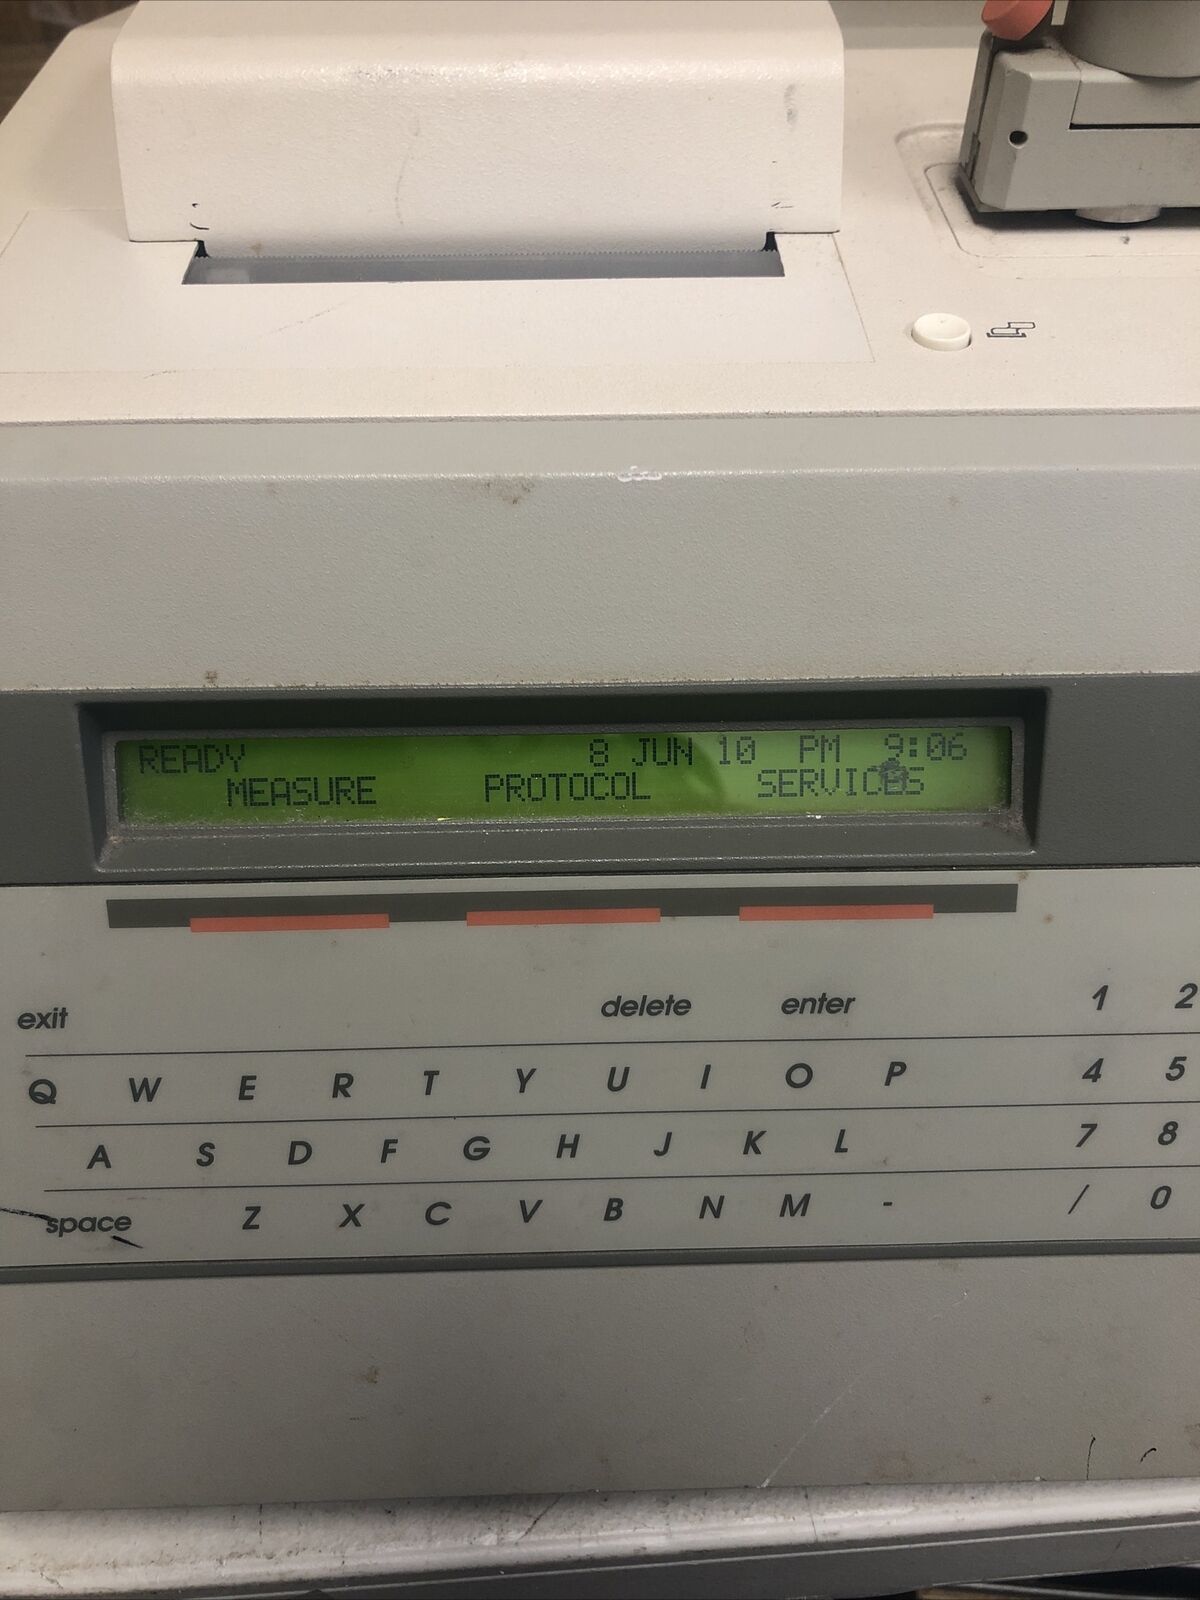 READY 8 JUN 10 PM 9:06
MEASURE PROTOCOL SERVICES
exit delete enter 1 2
Q W E R T Y U I O P 4 5
A S D F G H J K L 7 8
space Z X C V B N M - / 0